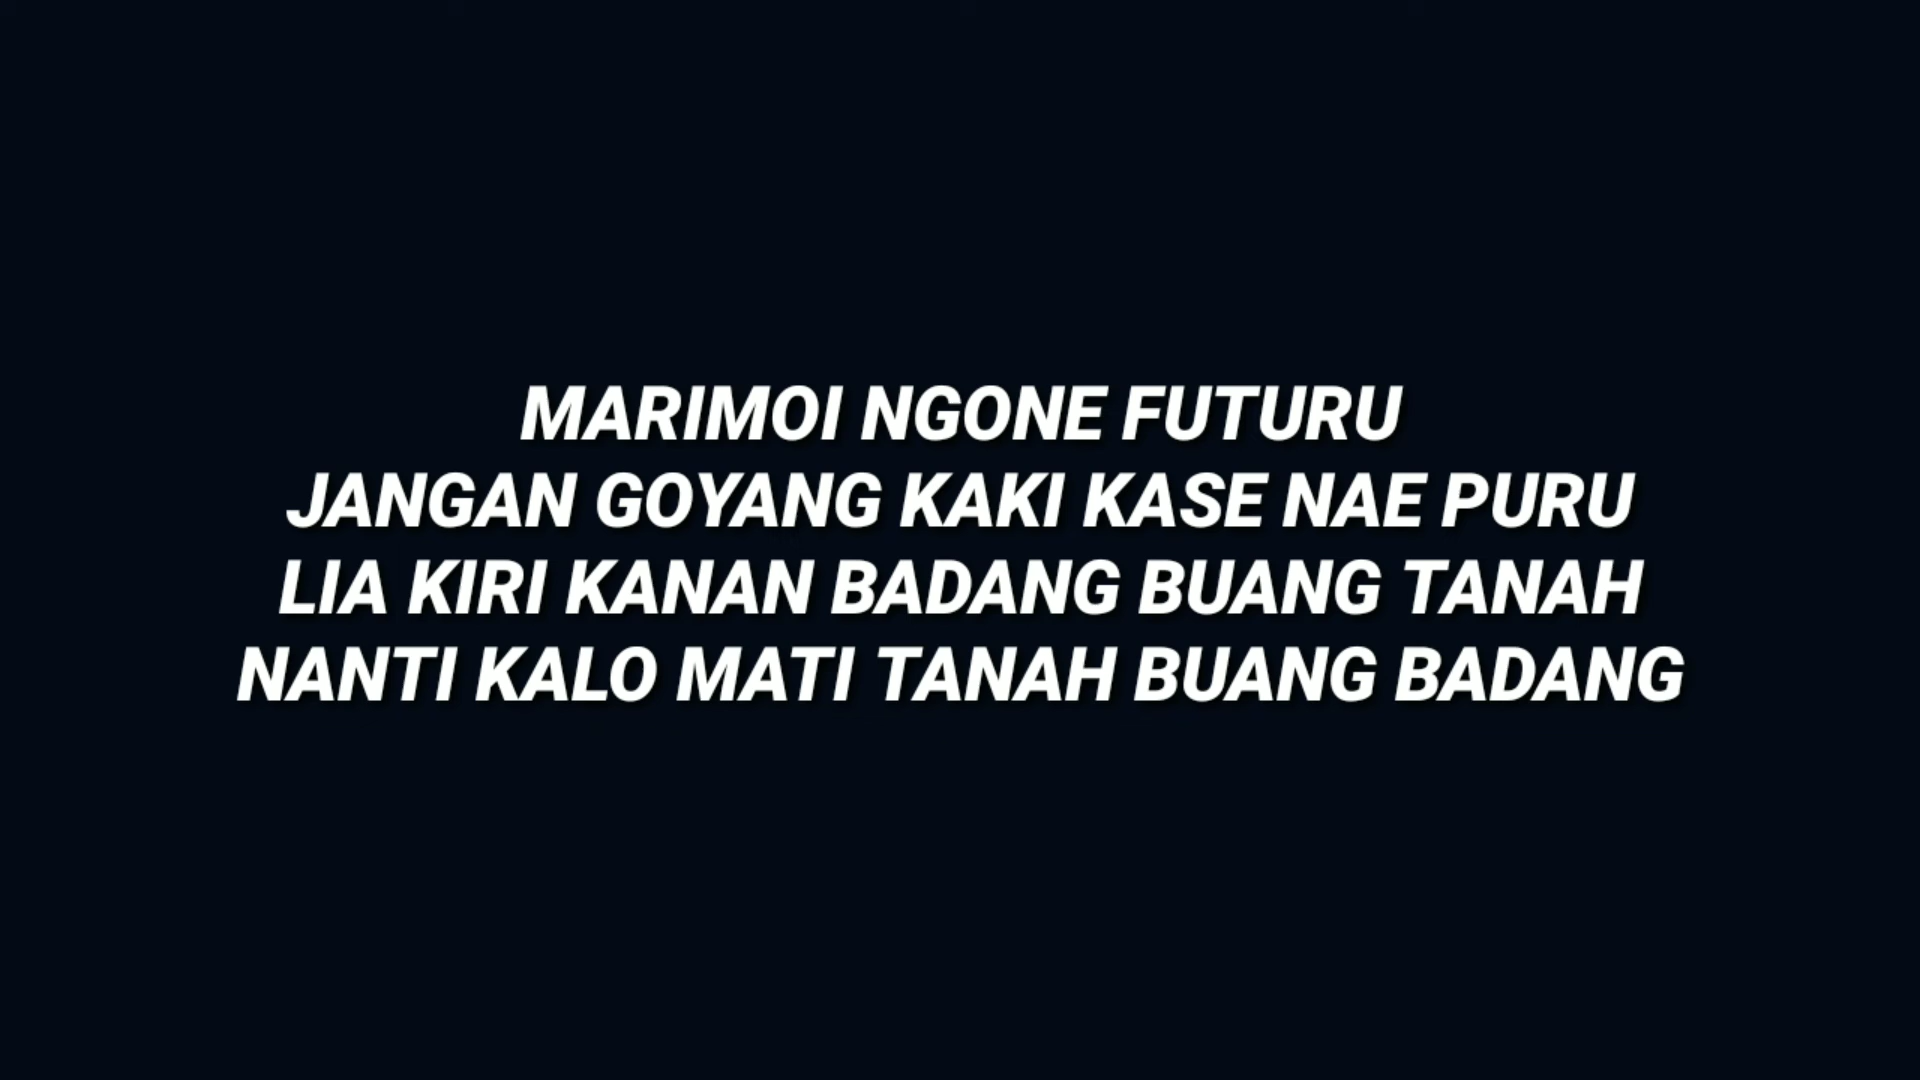 MARIMOI NGONE FUTURU
JANGAN GOYANG KAKI KASE NAE PURU
LIA KIRI KANAN BADANG BUANG TANAH
NANTI KALO MATI TANAH BUANG BADANG